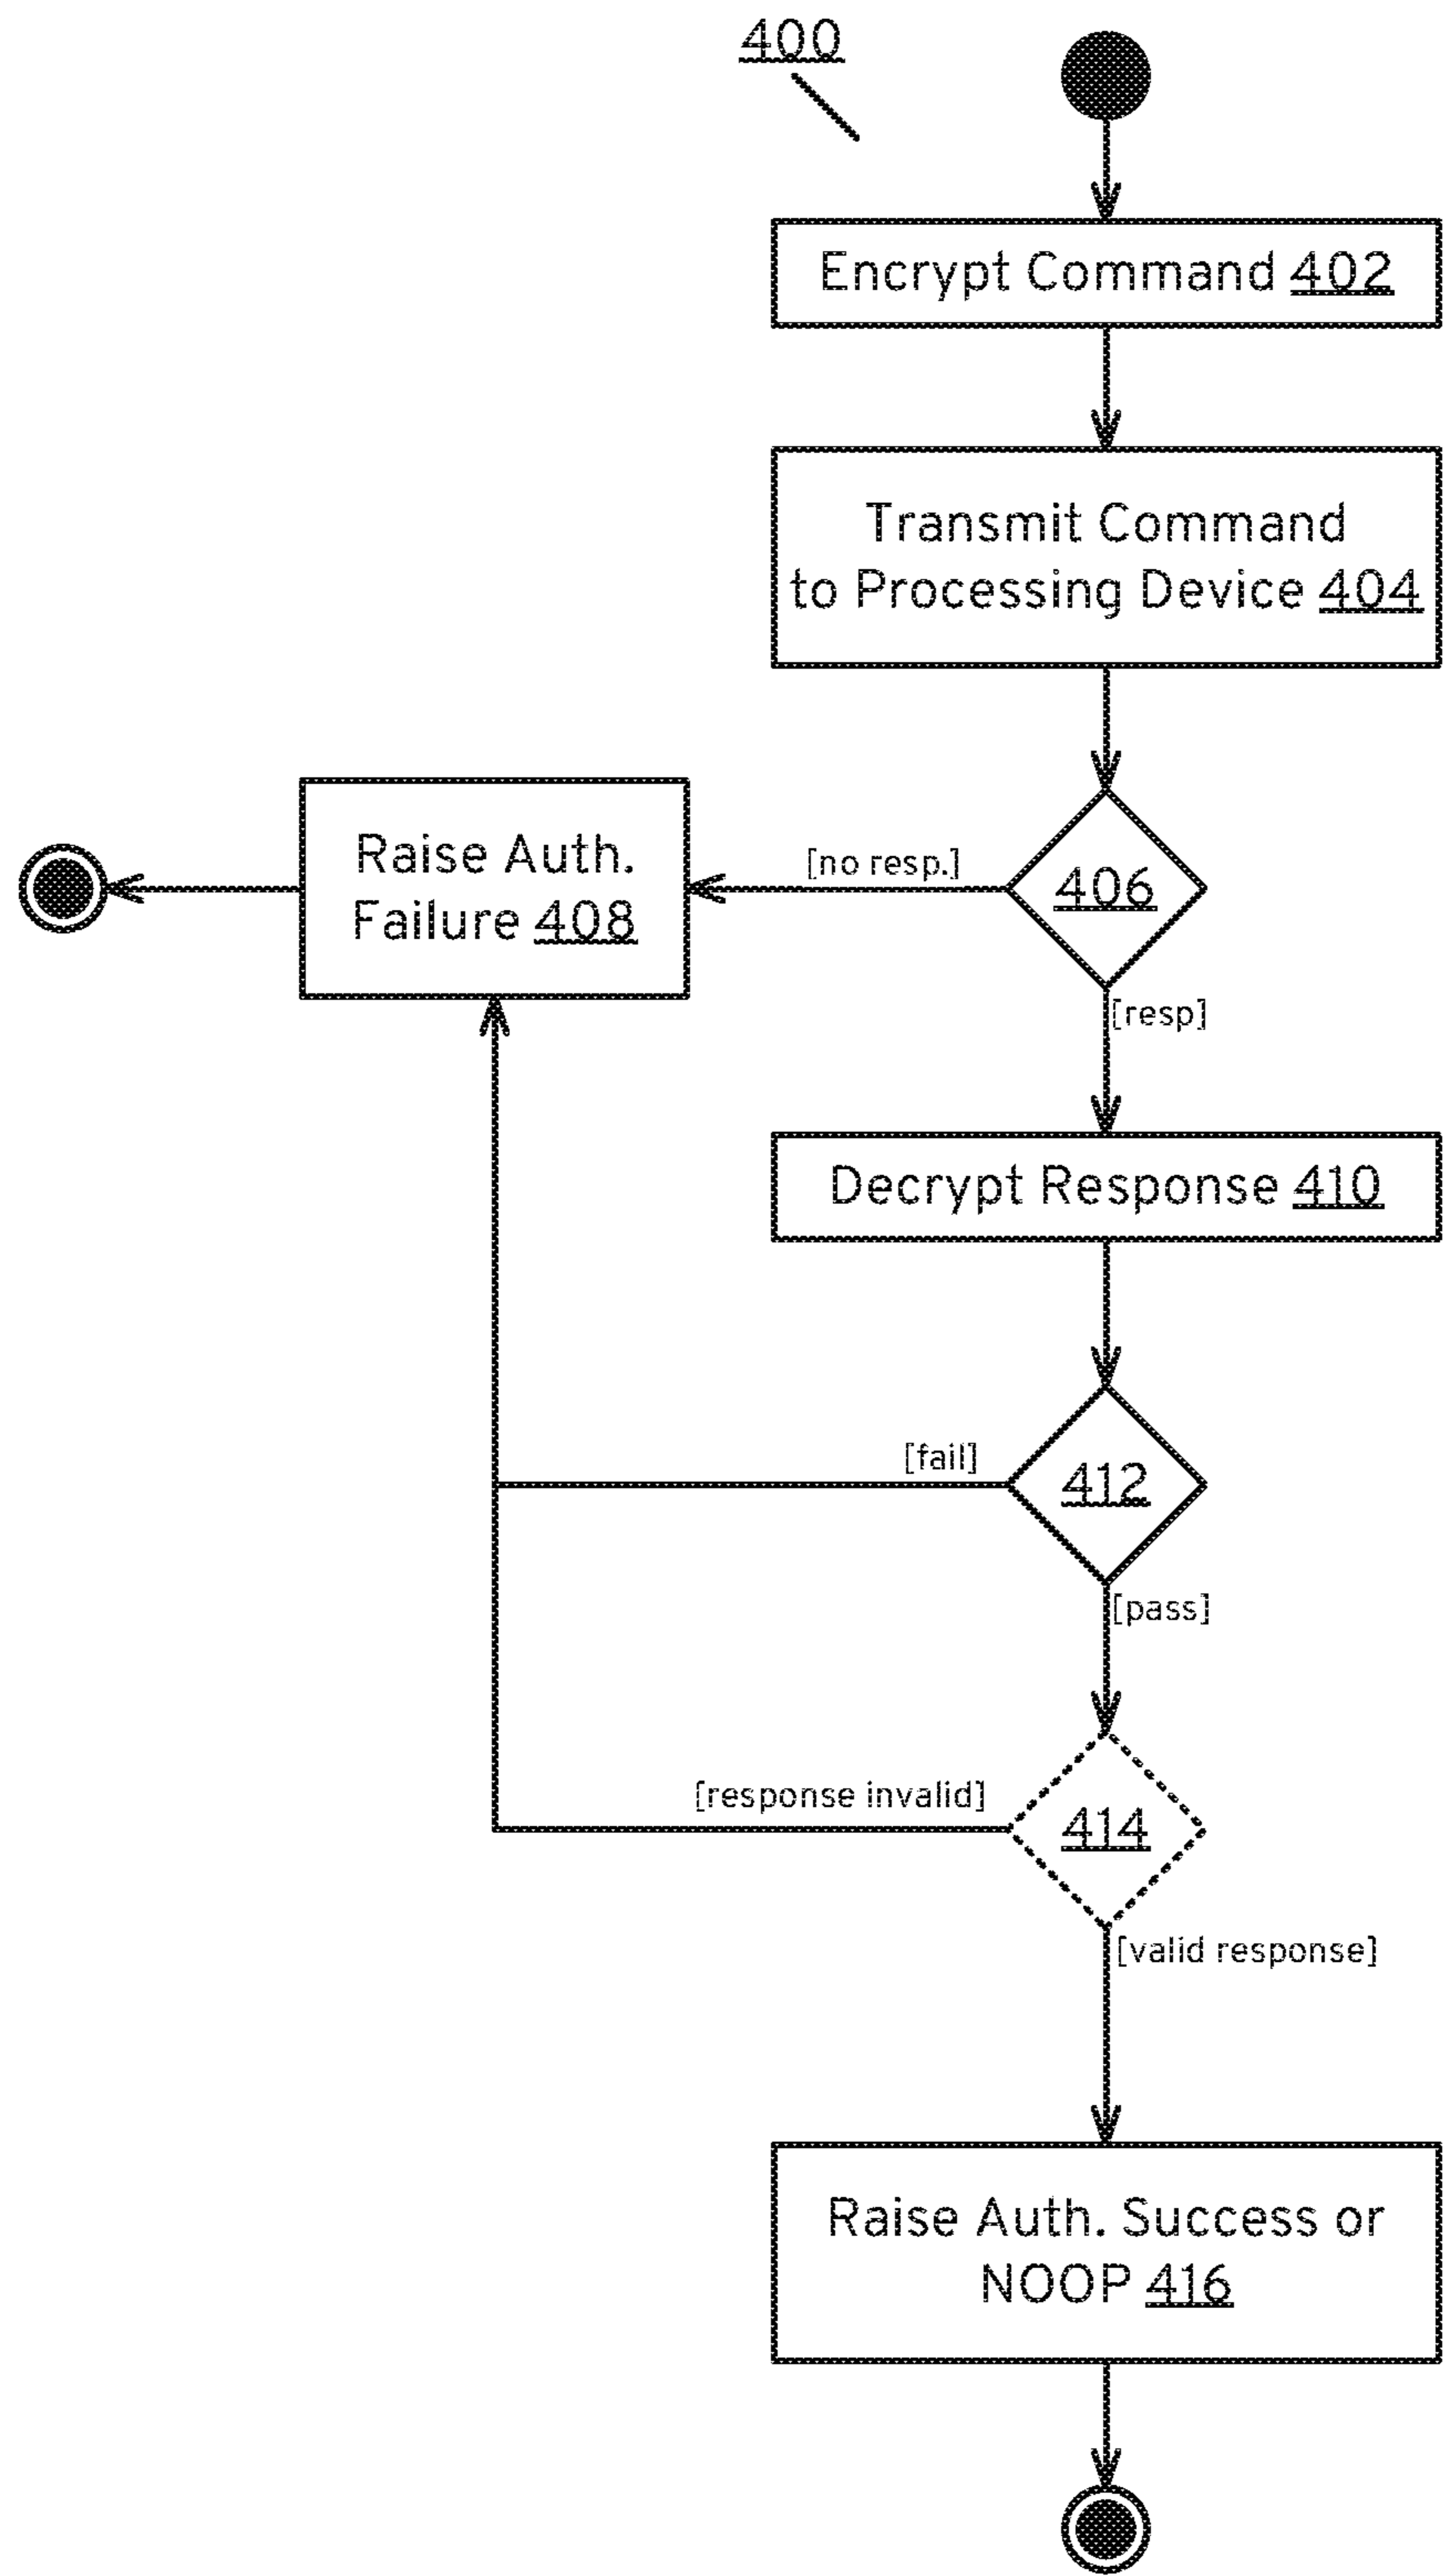 400
Encrypt Command 402
Transmit Command
to Processing Device 404
Raise Auth.
Failure 408
[no resp.]
406
[resp]
Decrypt Response 410
[fail]
412
[pass]
[response invalid]
414
[valid response]
Raise Auth. Success or
NOOP 416